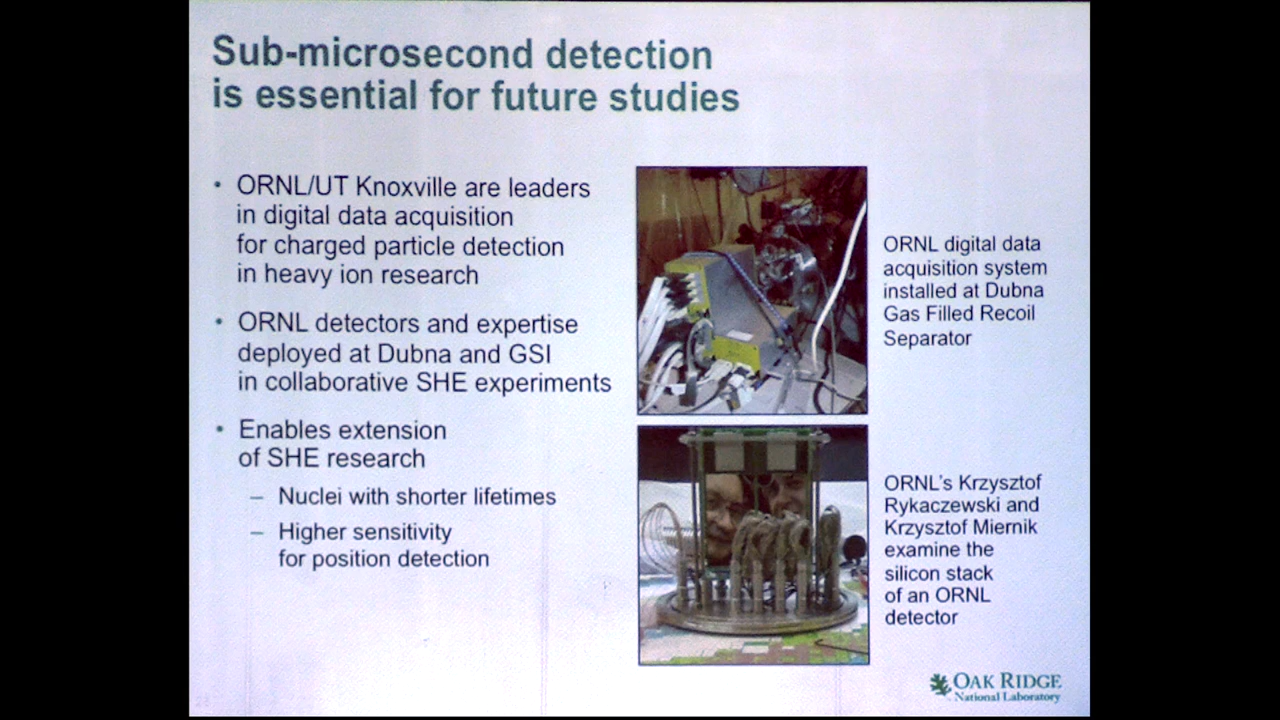 Sub-microsecond detection
is essential for future studies
• ORNL/UT Knoxville are leaders
in digital data acquisition
for charged particle detection
in heavy ion research
• ORNL detectors and expertise
deployed at Dubna and GSI
in collaborative SHE experiments
• Enables extension
of SHE research
– Nuclei with shorter lifetimes
– Higher sensitivity
for position detection
ORNL digital data
acquisition system
installed at Dubna
Gas Filled Recoil
Separator
ORNL's Krzysztof
Rykaczewski and
Krzysztof Miernik
examine the
silicon stack
of an ORNL
detector
OAK RIDGE
National Laboratory